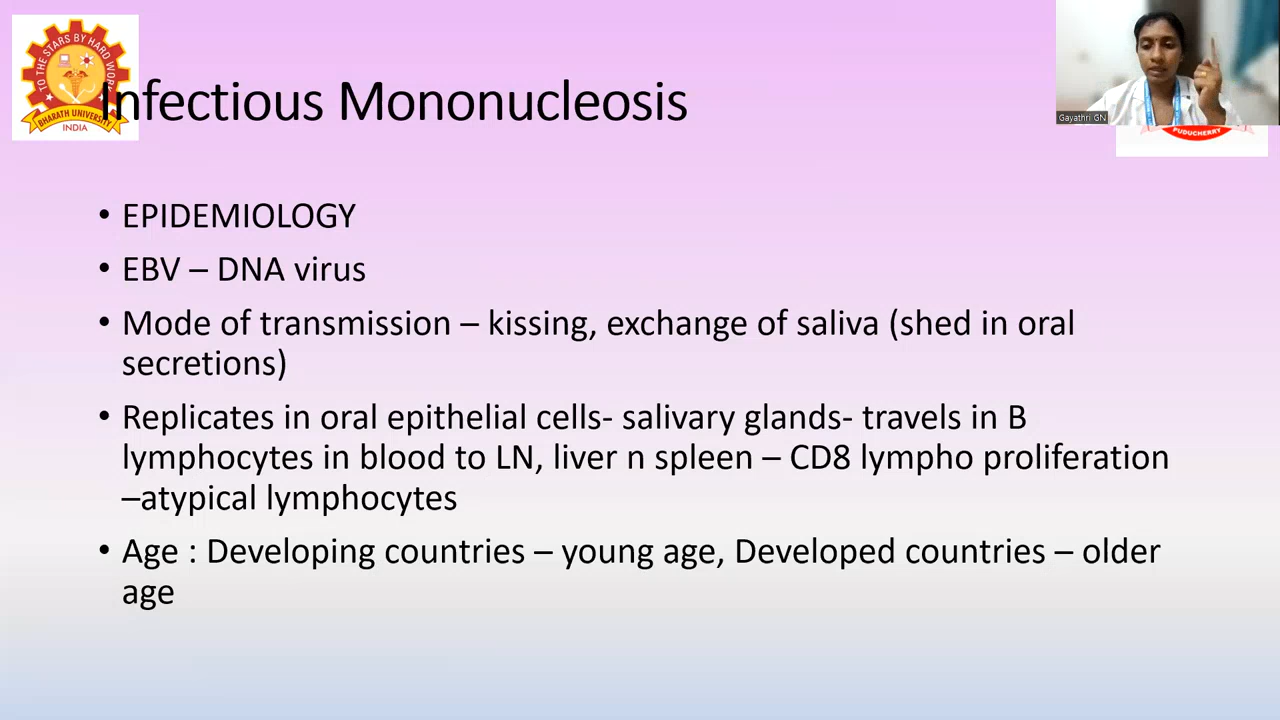 TO THE STARS BY HARD WORK
BHARATH UNIVERSITY
INDIA
Infectious Mononucleosis
Gayathri GN
PUDUCHERRY
• EPIDEMIOLOGY
• EBV – DNA virus
• Mode of transmission – kissing, exchange of saliva (shed in oral
secretions)
• Replicates in oral epithelial cells- salivary glands- travels in B
lymphocytes in blood to LN, liver n spleen – CD8 lympho proliferation
–atypical lymphocytes
• Age : Developing countries – young age, Developed countries – older
age